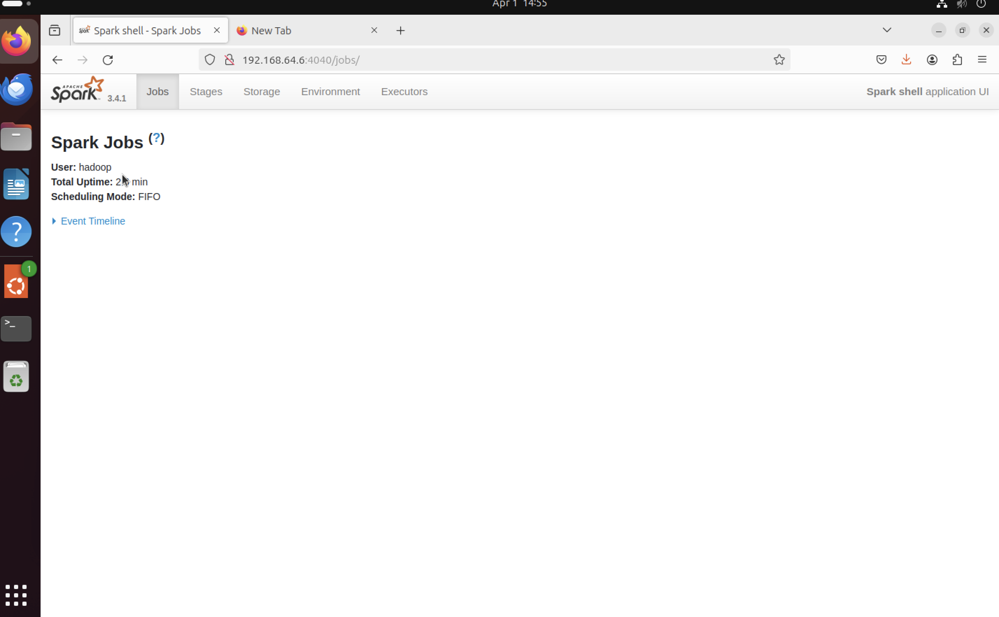 Apr 1 14:55
Spark shell - Spark Jobs
New Tab
192.168.64.6:4040/jobs/
APACHE
Spark 3.4.1
Jobs
Stages
Storage
Environment
Executors
Spark shell application UI
Spark Jobs (?)
User: hadoop
Total Uptime: min
Scheduling Mode: FIFO
Event Timeline
?
1
>_